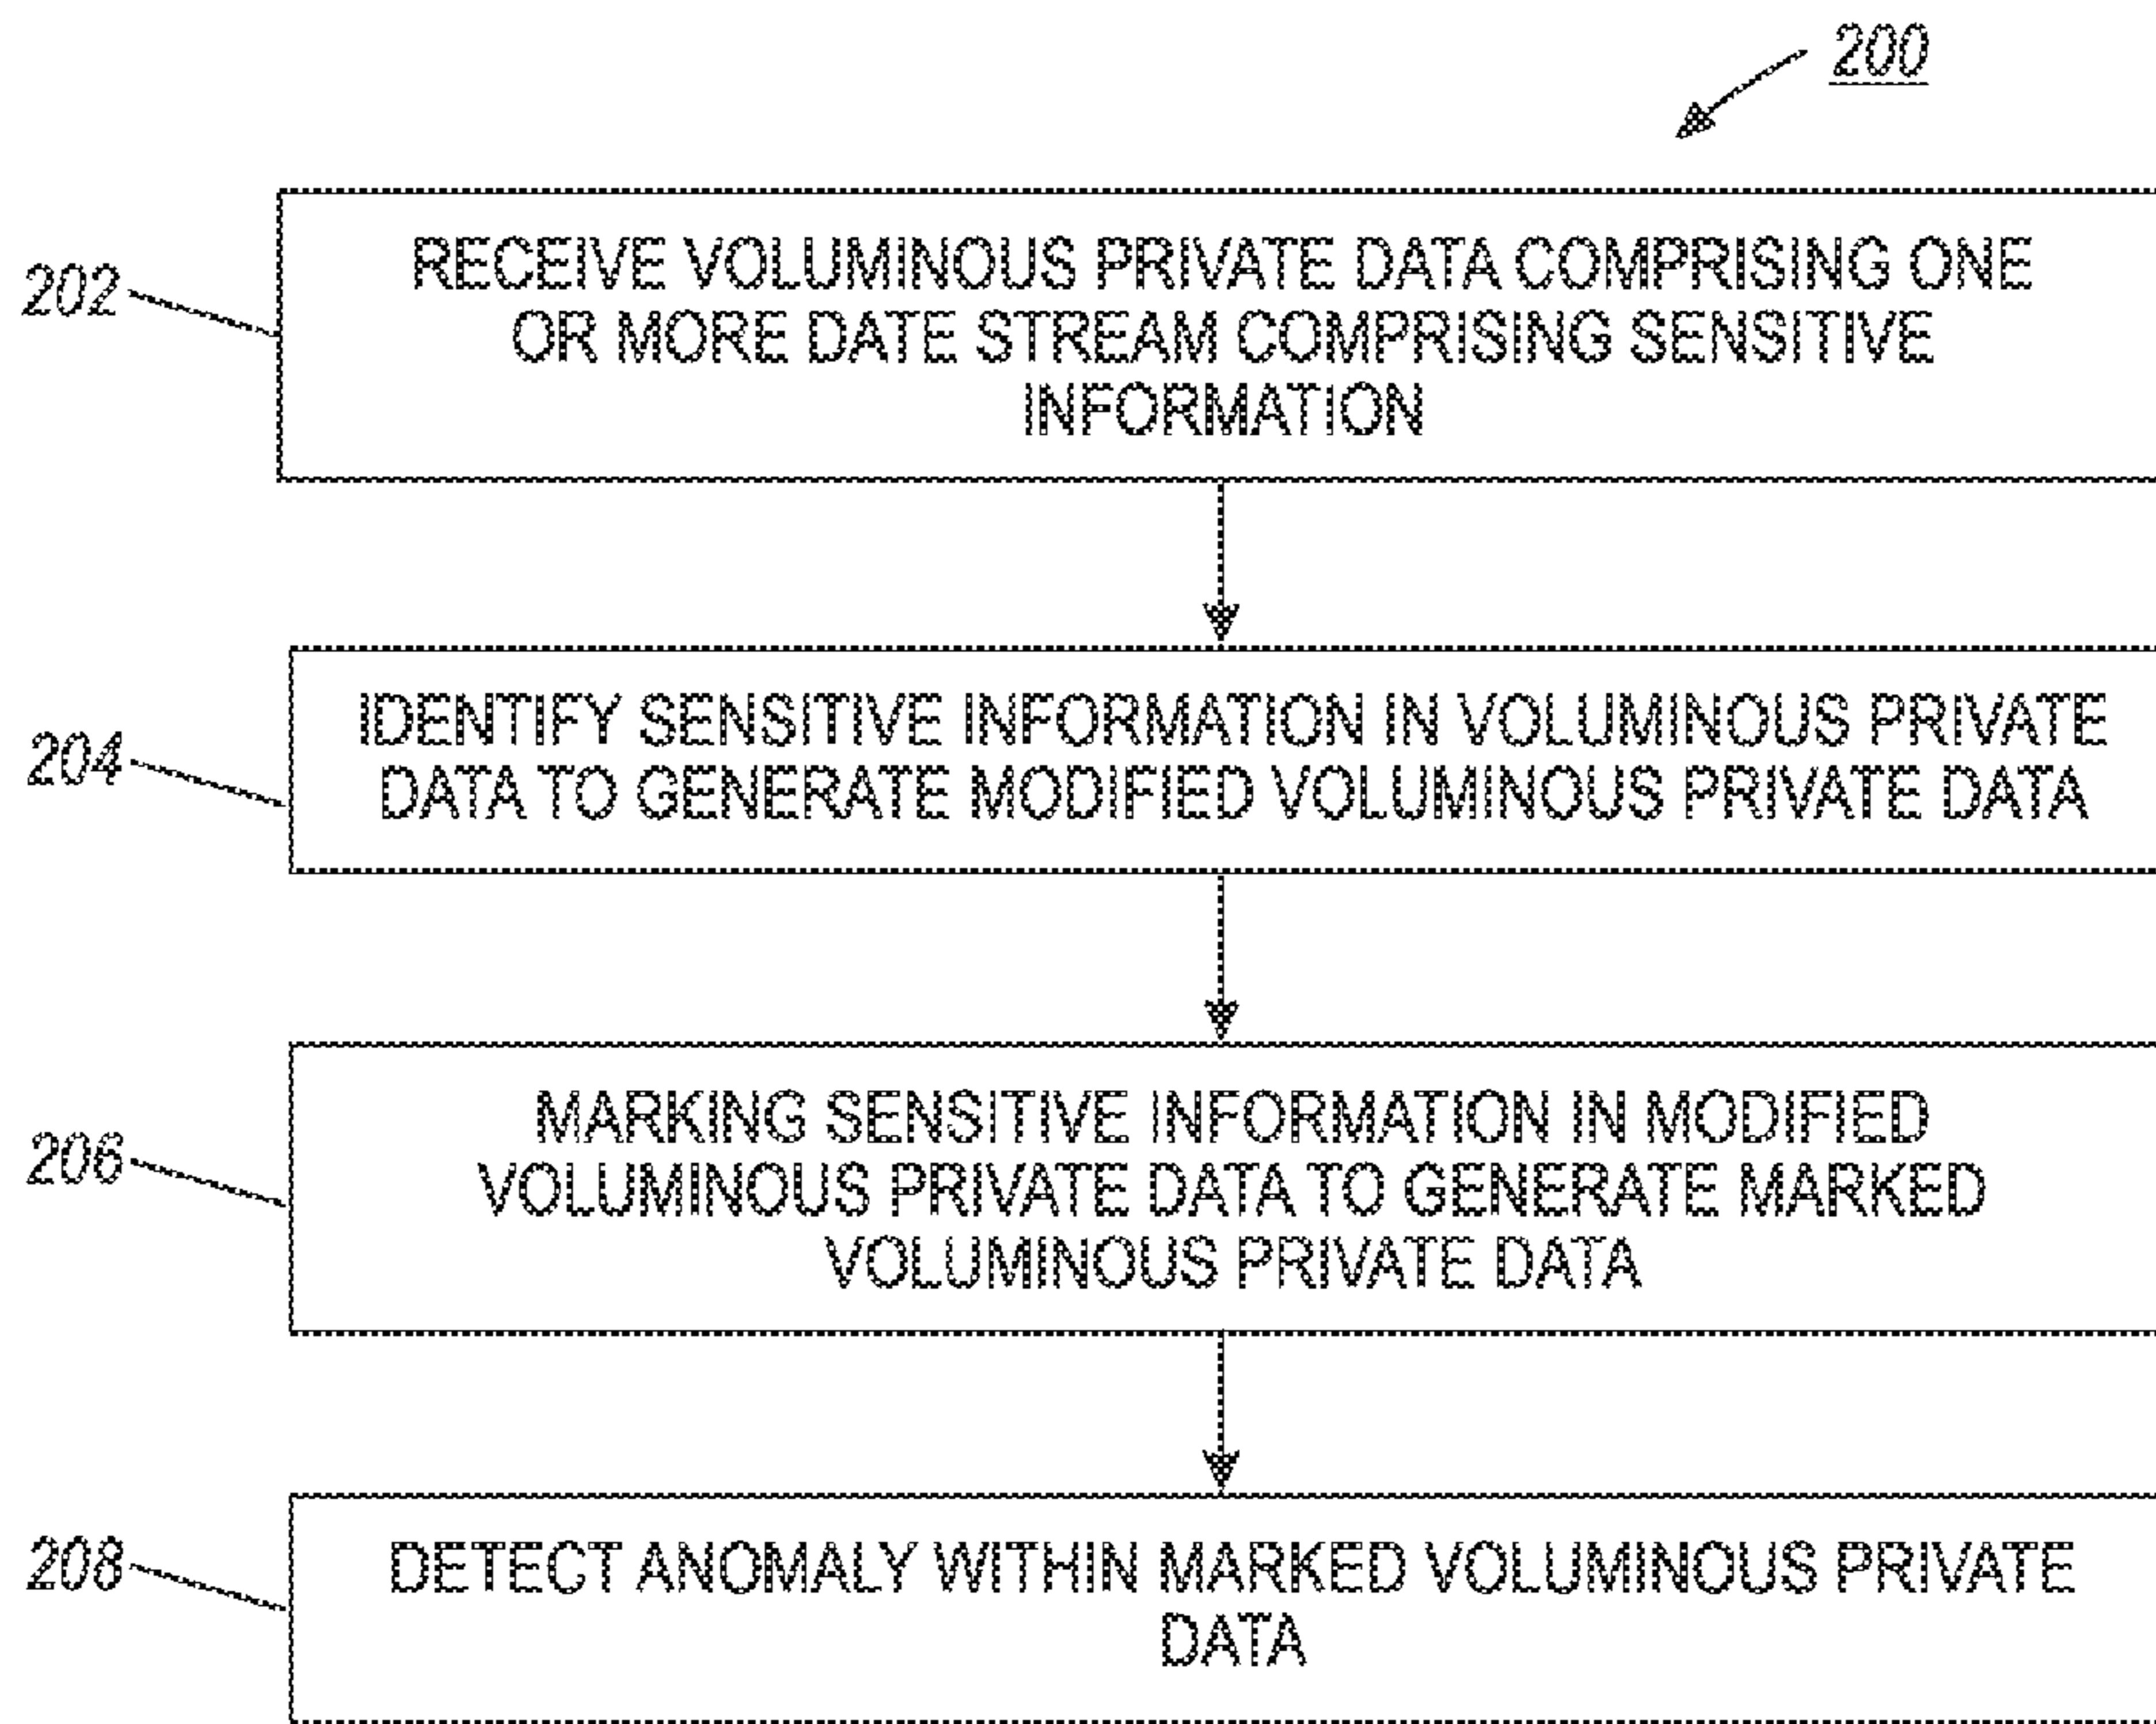 200
202
RECEIVE VOLUMINOUS PRIVATE DATA COMPRISING ONE
OR MORE DATE STREAM COMPRISING SENSITIVE
INFORMATION
204
IDENTIFY SENSITIVE INFORMATION IN VOLUMINOUS PRIVATE
DATA TO GENERATE MODIFIED VOLUMINOUS PRIVATE DATA
206
MARKING SENSITIVE INFORMATION IN MODIFIED
VOLUMINOUS PRIVATE DATA TO GENERATE MARKED
VOLUMINOUS PRIVATE DATA
208
DETECT ANOMALY WITHIN MARKED VOLUMINOUS PRIVATE
DATA